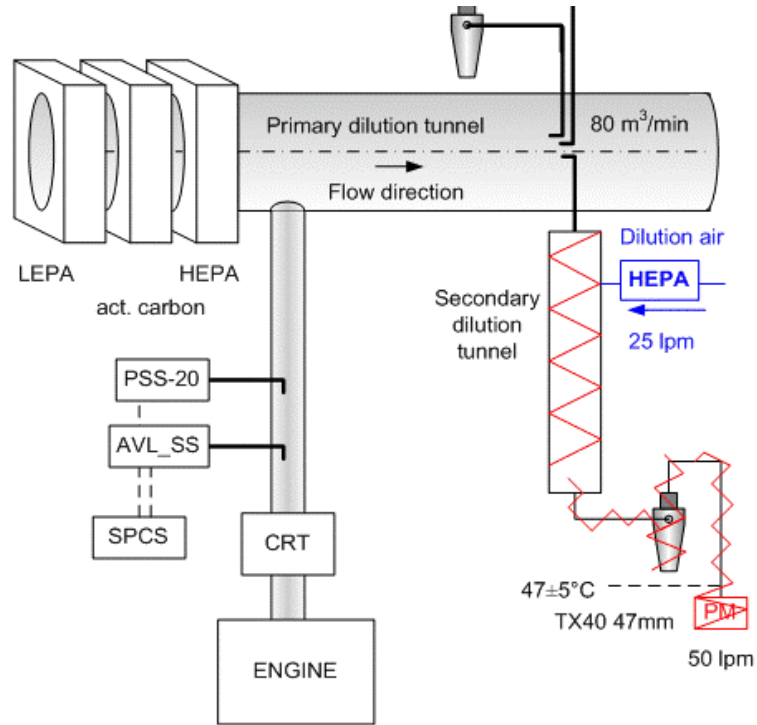 Primary dilution tunnel
80 m³/min
Flow direction
LEPA
HEPA
act. carbon
Dilution air
HEPA
25 lpm
Secondary
dilution
tunnel
PSS-20
AVL_SS
SPCS
CRT
ENGINE
47±5°C
TX40 47mm
PM
50 lpm